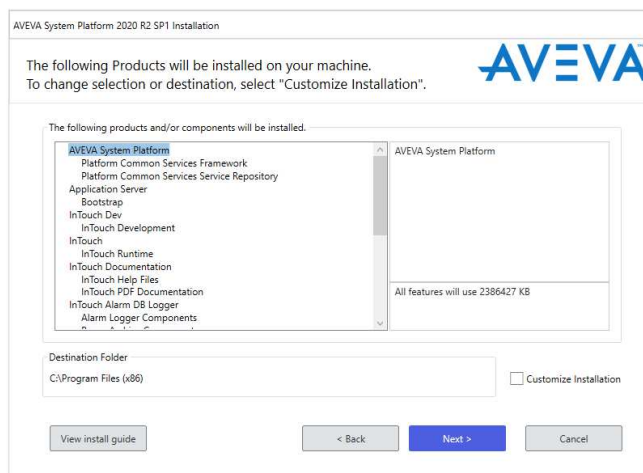 AVEVA System Platform 2020 R2 SP1 Installation
The following Products will be installed on your machine.
To change selection or destination, select "Customize Installation".
AVEVA
The following products and/or components will be installed.
AVEVA System Platform
Platform Common Services Framework
Platform Common Services Service Repository
Application Server
Bootstrap
InTouch Dev
InTouch Development
InTouch
InTouch Runtime
InTouch Documentation
InTouch Help Files
InTouch PDF Documentation
InTouch Alarm DB Logger
Alarm Logger Components
AVEVA System Platform
All features will use 2386427 KB
Destination Folder
C:\Program Files (x86)
Customize Installation
View install guide
< Back
Next >
Cancel